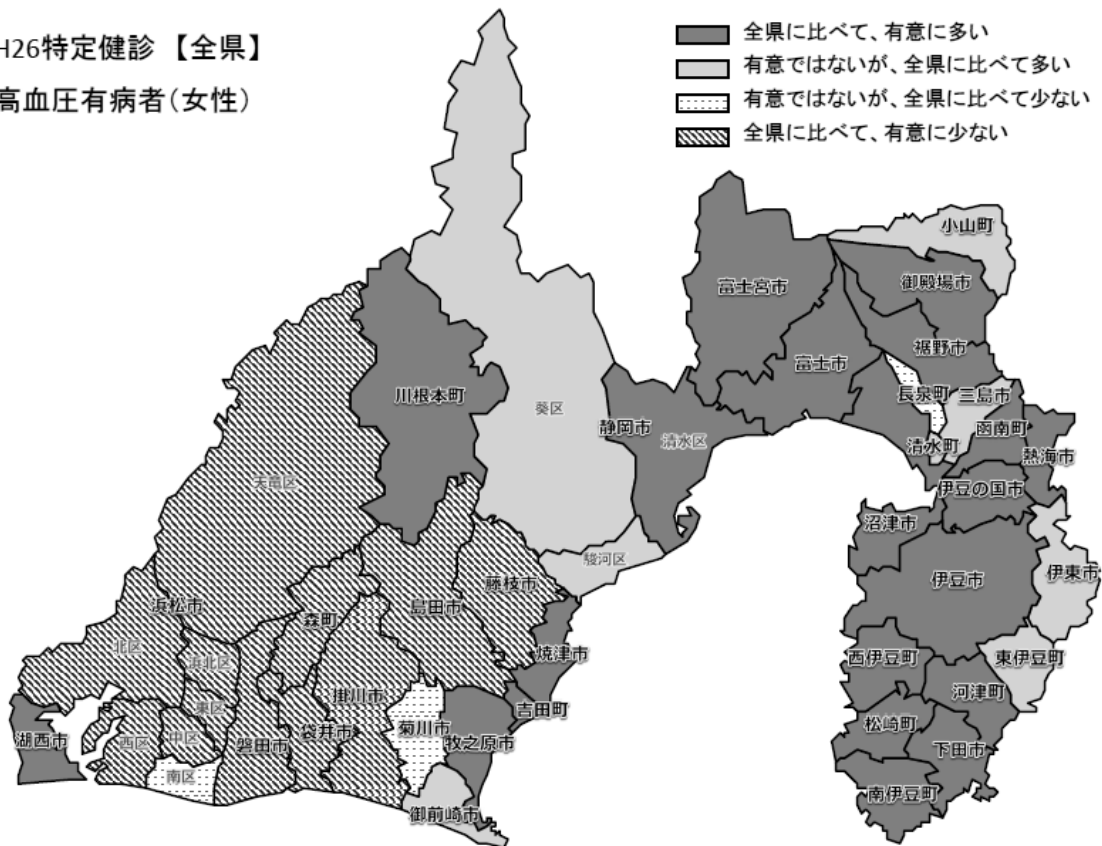 H26特定健診 【全県】
高血圧有病者(女性)
全県に比べて、有意に多い
有意ではないが、全県に比べて多い
有意ではないが、全県に比べて少ない
全県に比べて、有意に少ない
小山町
御殿場市
富士宮市
裾野市
富士市
長泉町
三島市
川根本町
葵区
静岡市
清水区
清水町
函南町
熱海市
伊豆の国市
天竜区
沼津市
駿河区
藤枝市
伊豆市
伊東市
浜松市
島田市
森町
北区
浜北区
焼津市
西伊豆町
東伊豆町
河津町
東区
掛川市
吉田町
湖西市
西区
中区
磐田市
袋井市
菊川市
牧之原市
松崎町
下田市
南区
南伊豆町
御前崎市